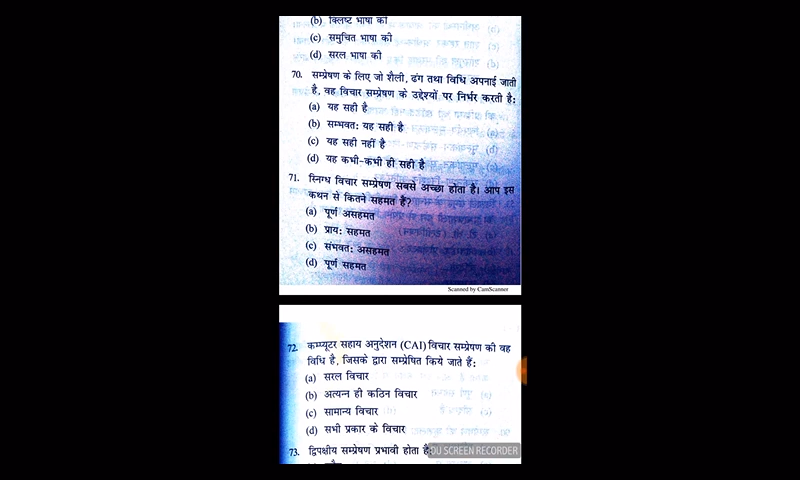 (b) क्लिष्ट भाषा की
(c) समुचित भाषा की
(d) सरल भाषा की
70. सम्प्रेषण के लिए जो शैली, ढंग तथा विधि अपनाई जाती
है, वह विचार सम्प्रेषण के उद्देश्यों पर निर्भर करती है:
(a) यह सही है
(b) सम्भवत: यह सही है
(c) यह सही नहीं है
(d) यह कभी-कभी ही सही है
71. स्निग्ध विचार सम्प्रेषण सबसे अच्छा होता है। आप इस
कथन से कितने सहमत हैं?
(a) पूर्ण असहमत
(b) प्राय: सहमत
(c) संभवत: असहमत
(d) पूर्ण सहमत
Scanned by CamScanner
72. कम्प्यूटर सहाय अनुदेशन (CAI) विचार सम्प्रेषण की वह
विधि है, जिसके द्वारा सम्प्रेषित किये जाते हैं:
(a) सरल विचार
(b) अत्यन्न ही कठिन विचार
(c) सामान्य विचार
(d) सभी प्रकार के विचार
73. द्विपक्षीय सम्प्रेषण प्रभावी होता है:
DU SCREEN RECORDER